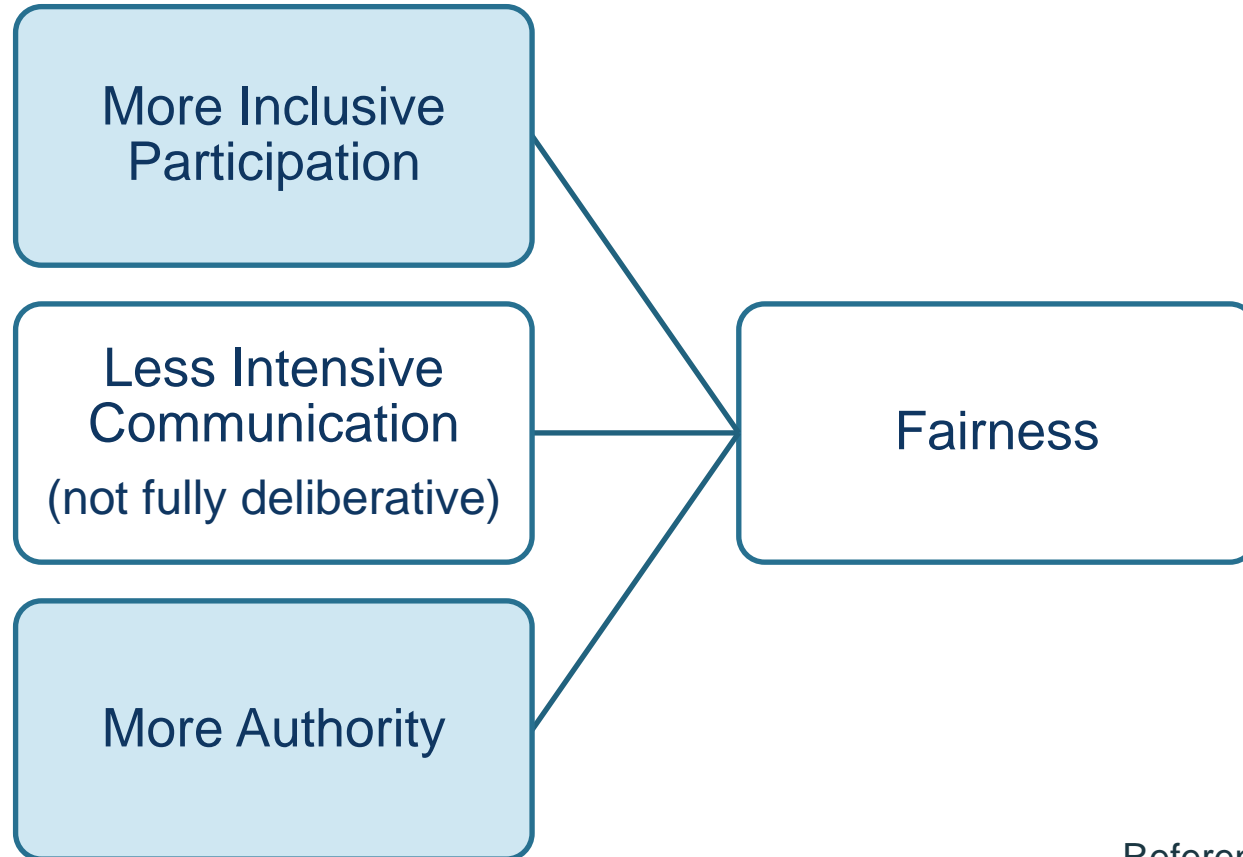 More Inclusive
Participation
Less Intensive
Communication
(not fully deliberative)
Fairness
More Authority